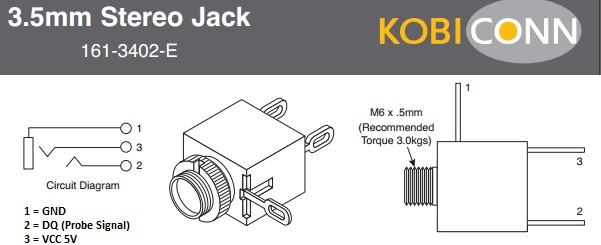 3.5mm Stereo Jack
161-3402-E
KOBICONN
1
3
2
Circuit Diagram
1 = GND
2 = DQ (Probe Signal)
3 = VCC 5V
M6 x .5mm
(Recommended
Torque 3.0kgs)
1
3
2